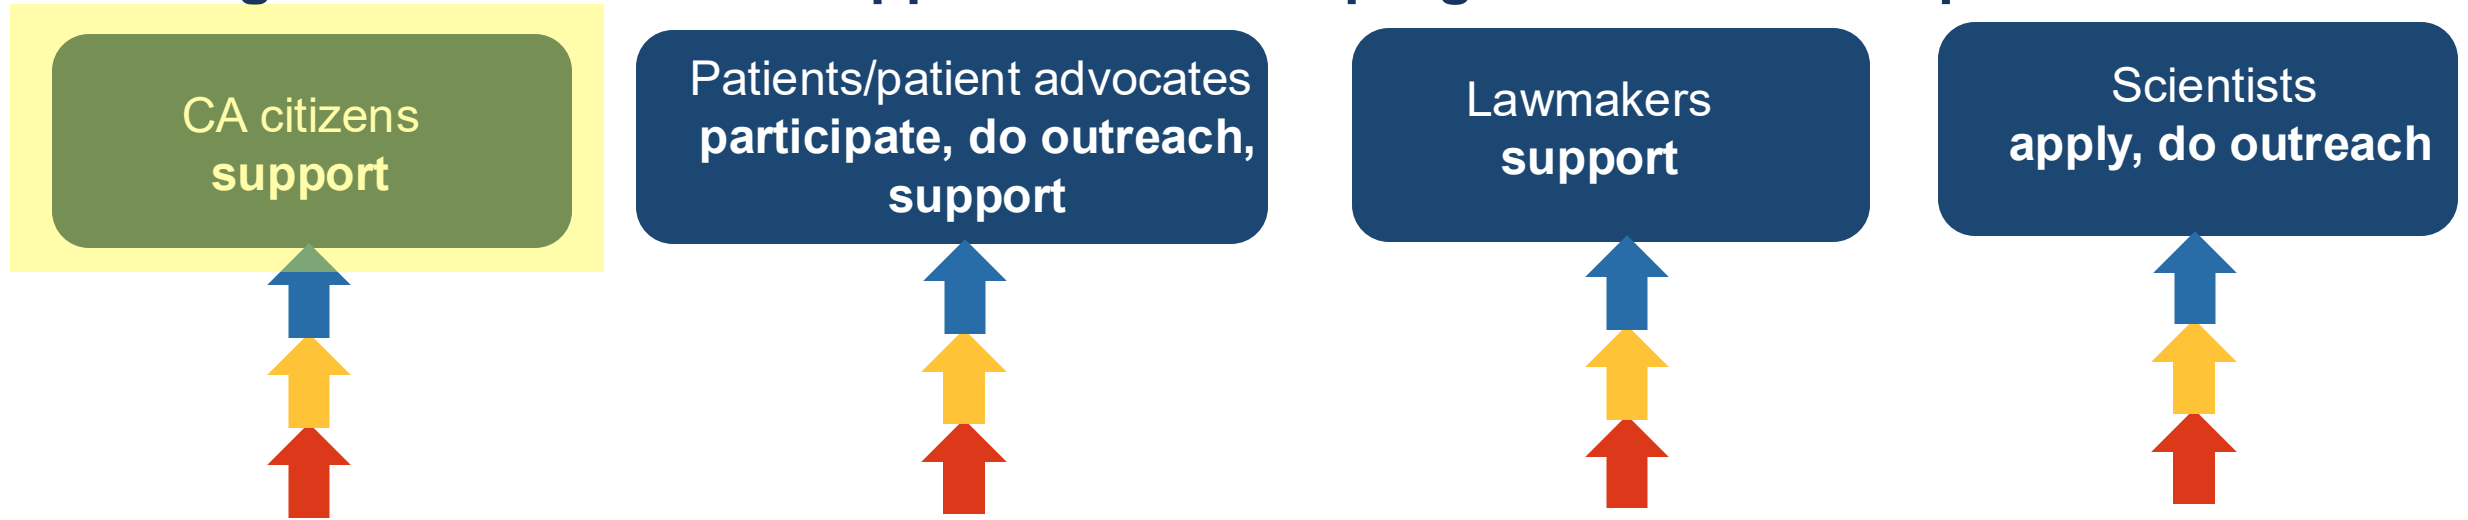 CA citizens
support
Patients/patient advocates
participate, do outreach,
support
Lawmakers
support
Scientists
apply, do outreach